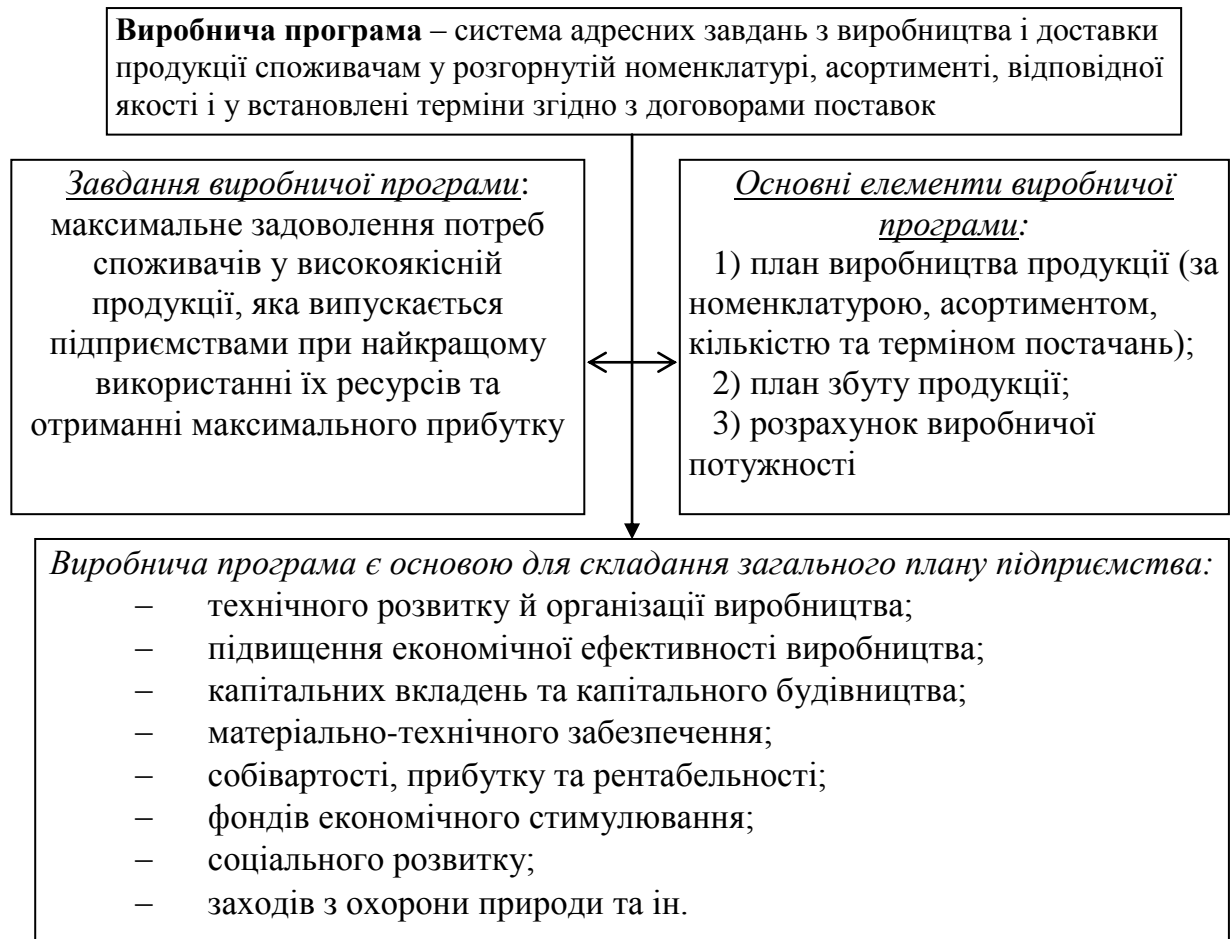 Виробнича програма – система адресних завдань з виробництва і доставки
продукції споживачам у розгорнутій номенклатурі, асортименті, відповідної
якості і у встановлені терміни згідно з договорами поставок
Завдання виробничої програми:
максимальне задоволення потреб
споживачів у високоякісній
продукції, яка випускається
підприємствами при найкращому
використанні їх ресурсів та
отриманні максимального прибутку
Основні елементи виробничої
програми:
1) план виробництва продукції (за
номенклатурою, асортиментом,
кількістю та терміном постачань);
2) план збуту продукції;
3) розрахунок виробничої
потужності
Виробнича програма є основою для складання загального плану підприємства:
– технічного розвитку й організації виробництва;
– підвищення економічної ефективності виробництва;
– капітальних вкладень та капітального будівництва;
– матеріально-технічного забезпечення;
– собівартості, прибутку та рентабельності;
– фондів економічного стимулювання;
– соціального розвитку;
– заходів з охорони природи та ін.